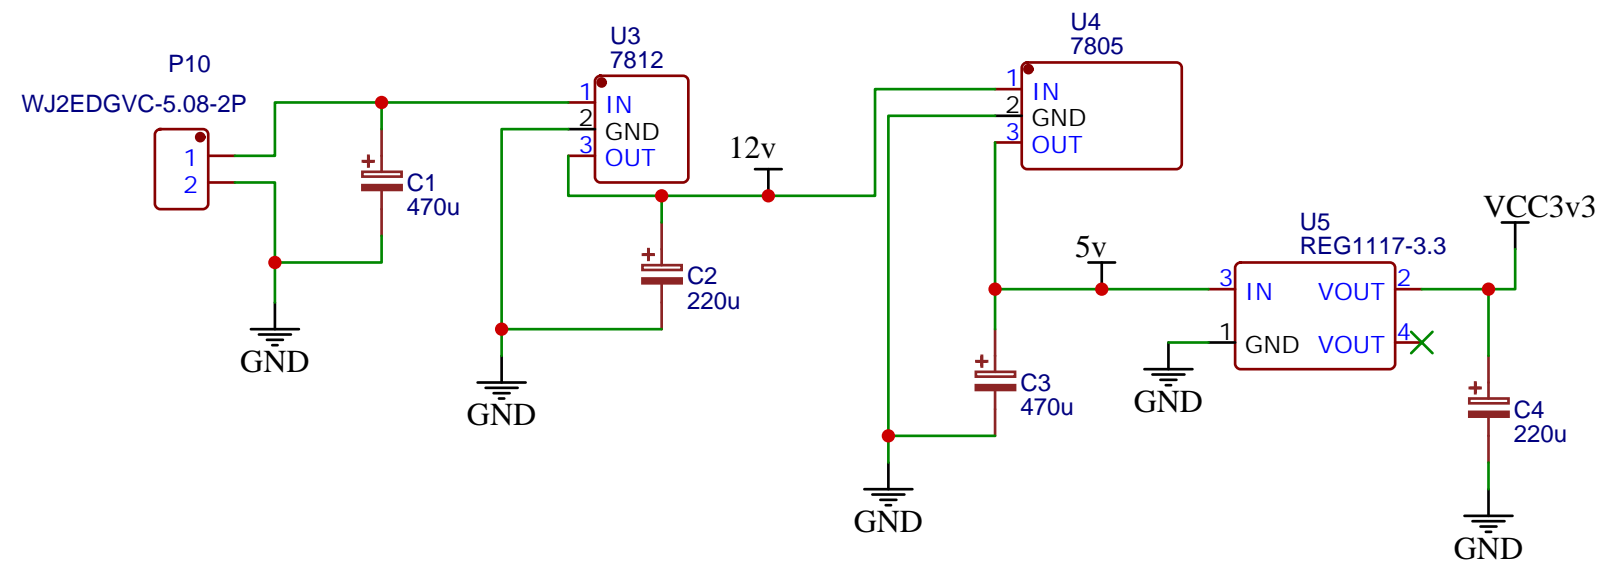 P10
WJ2EDGVC-5.08-2P
1
2
C1
470u
GND
U3
7812
1 IN
2 GND
3 OUT
12v
C2
220u
GND
U4
7805
1 IN
2 GND
3 OUT
5v
C3
470u
GND
U5
REG1117-3.3
3 IN VOUT 2
1 GND VOUT 4
GND
VCC3v3
C4
220u
GND